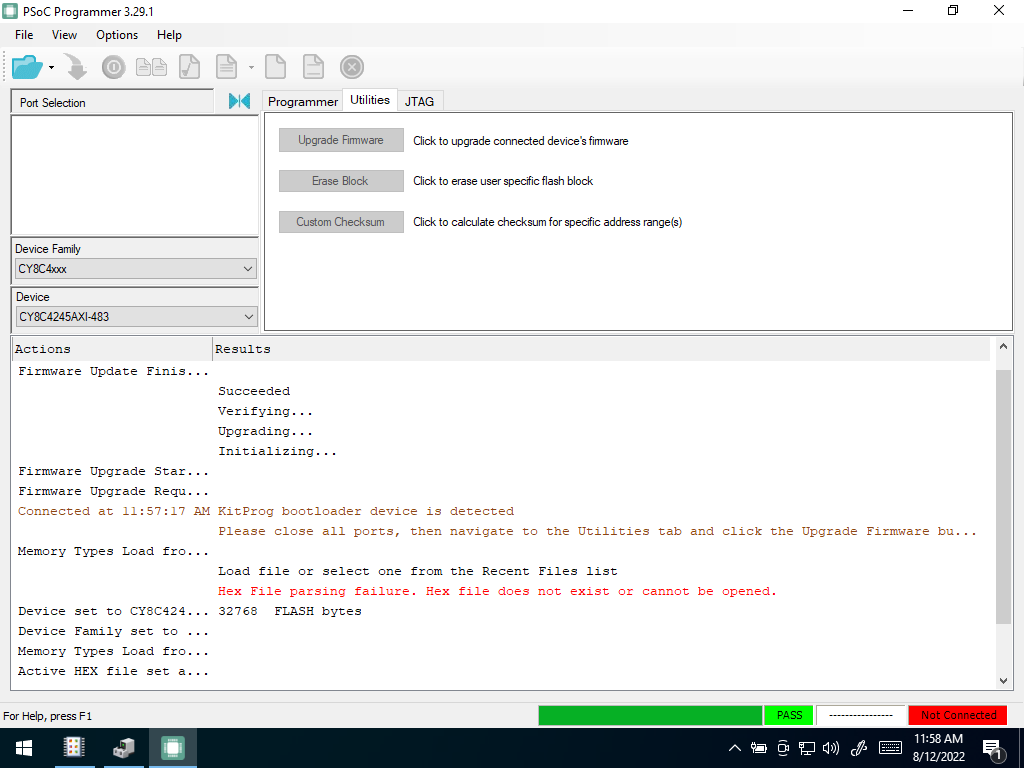 PSoC Programmer 3.29.1
File View Options Help
Port Selection
Programmer Utilities JTAG
Upgrade Firmware Click to upgrade connected device's firmware
Erase Block Click to erase user specific flash block
Custom Checksum Click to calculate checksum for specific address range(s)
Device Family
CY8C4xxx
Device
CY8C4245AXI-483
Actions Results
Firmware Update Finis...
Succeeded
Verifying...
Upgrading...
Initializing...
Firmware Upgrade Star...
Firmware Upgrade Requ...
Connected at 11:57:17 AM KitProg bootloader device is detected
Please close all ports, then navigate to the Utilities tab and click the Upgrade Firmware bu...
Memory Types Load fro...
Load file or select one from the Recent Files list
Hex File parsing failure. Hex file does not exist or cannot be opened.
Device set to CY8C424... 32768 FLASH bytes
Device Family set to ...
Memory Types Load fro...
Active HEX file set a...
For Help, press F1 PASS ---------------- Not Connected
11:58 AM
8/12/2022
1